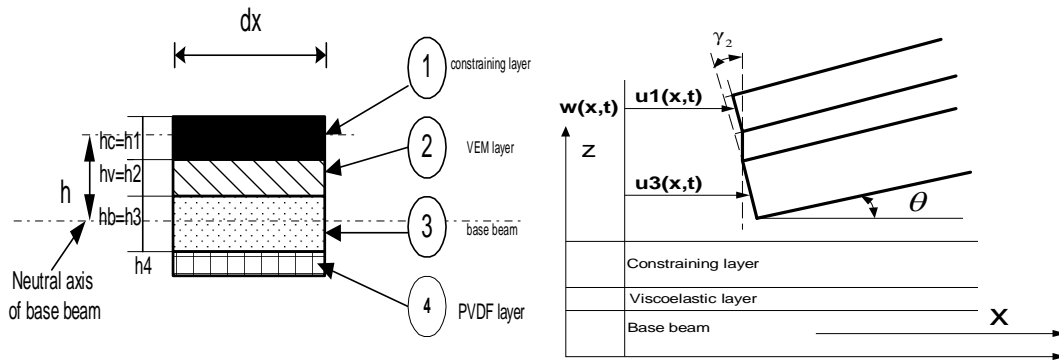 dx
1
constraining layer
hc=h1
2
VEM layer
hv=h2
h
hb=h3
3
base beam
h4
Neutral axis
of base beam
4
PVDF layer
γ2
w(x,t)
u1(x,t)
z
u3(x,t)
θ
Constraining layer
Viscoelastic layer
X
Base beam